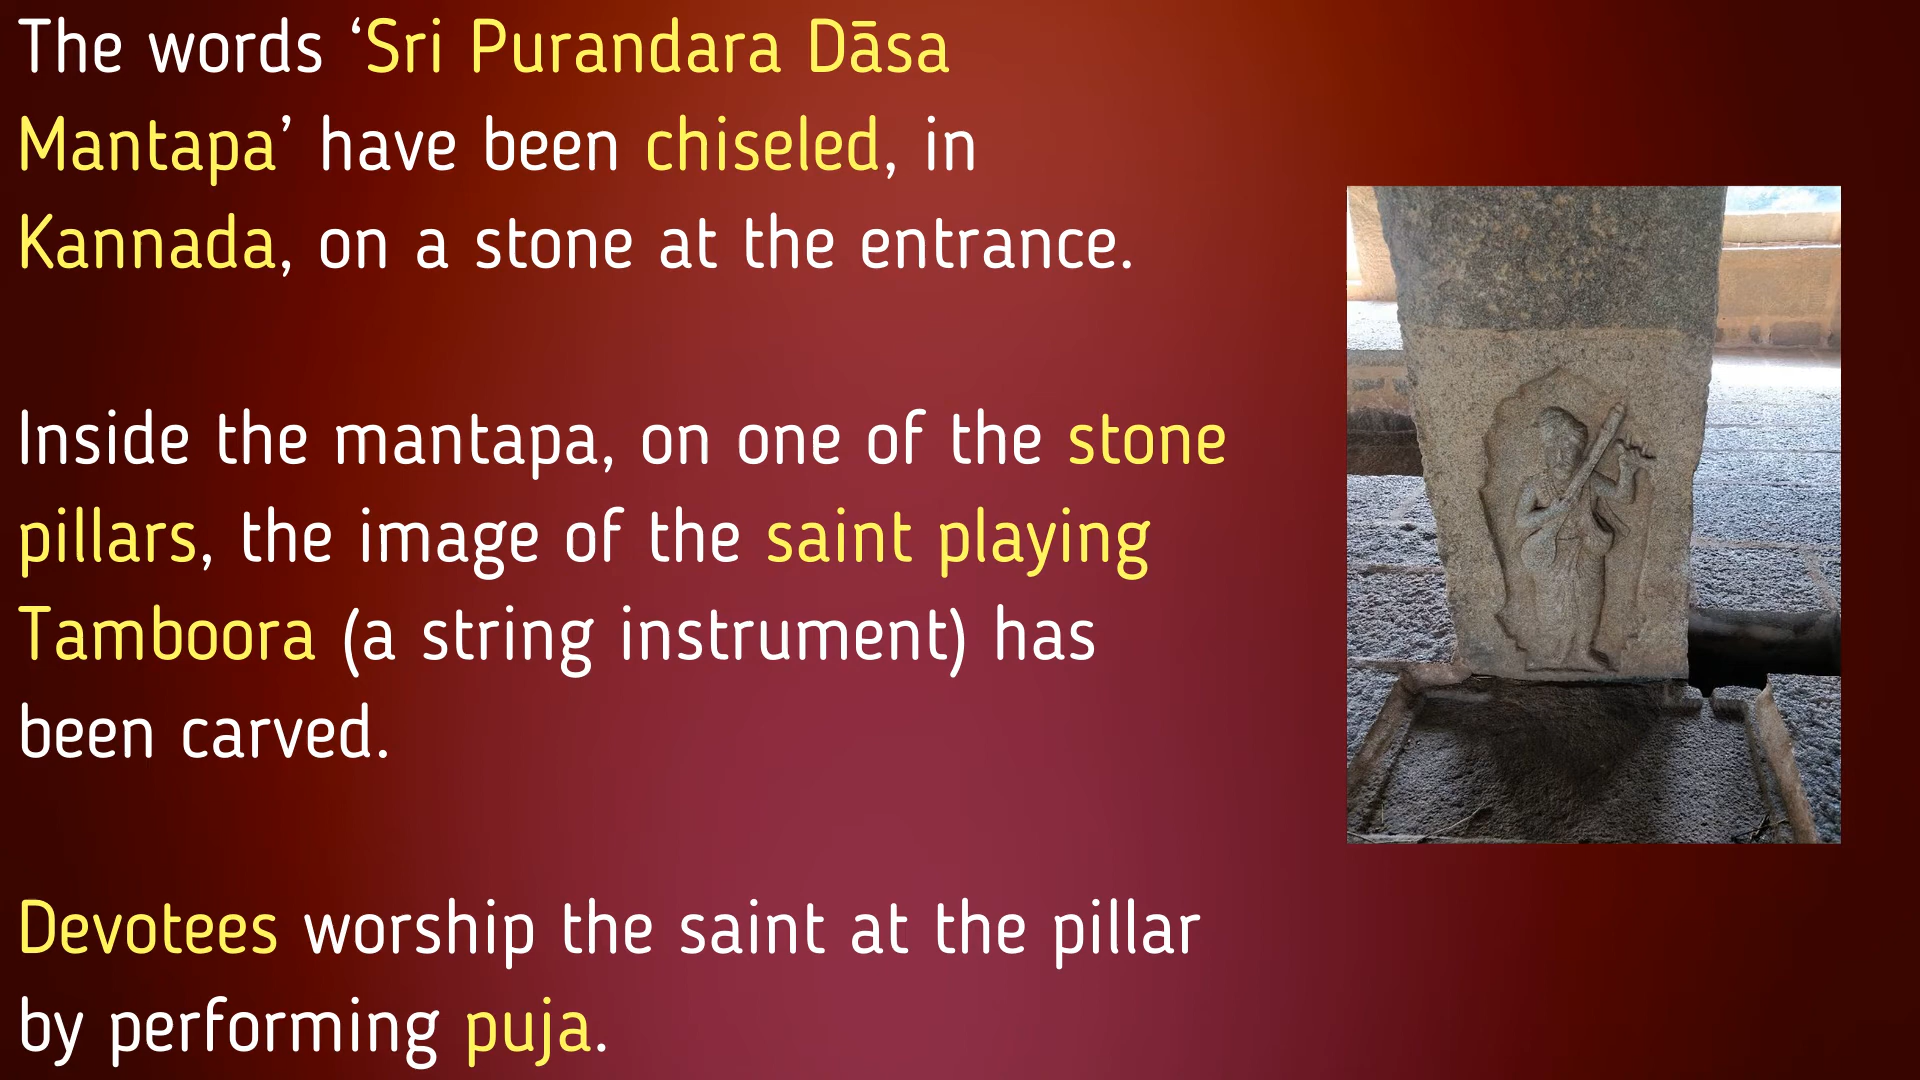 The words ‘Sri Purandara Dāsa
Mantapa’ have been chiseled, in
Kannada, on a stone at the entrance.
Inside the mantapa, on one of the stone
pillars, the image of the saint playing
Tamboora (a string instrument) has
been carved.
Devotees worship the saint at the pillar
by performing puja.